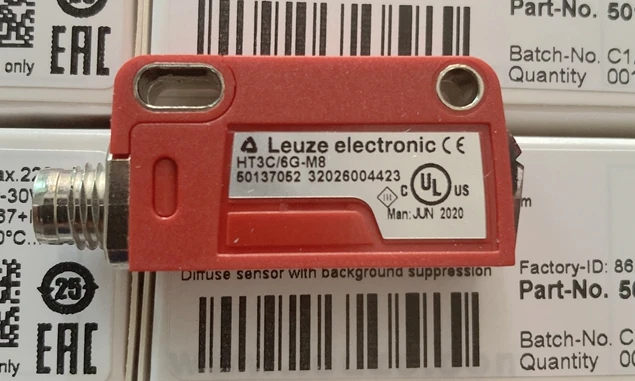 only
EAC
Part-No. 50
Batch-No. C1
Quantity 001
Leuze electronic CE
HT3C/6G-M8
50137052 32026004423
C UL US
Man: JUN 2020
25
EAC
Diffuse sensor with background suppression
Factory-ID: 86
Part-No. 50
Batch-No. C
Quantity 00